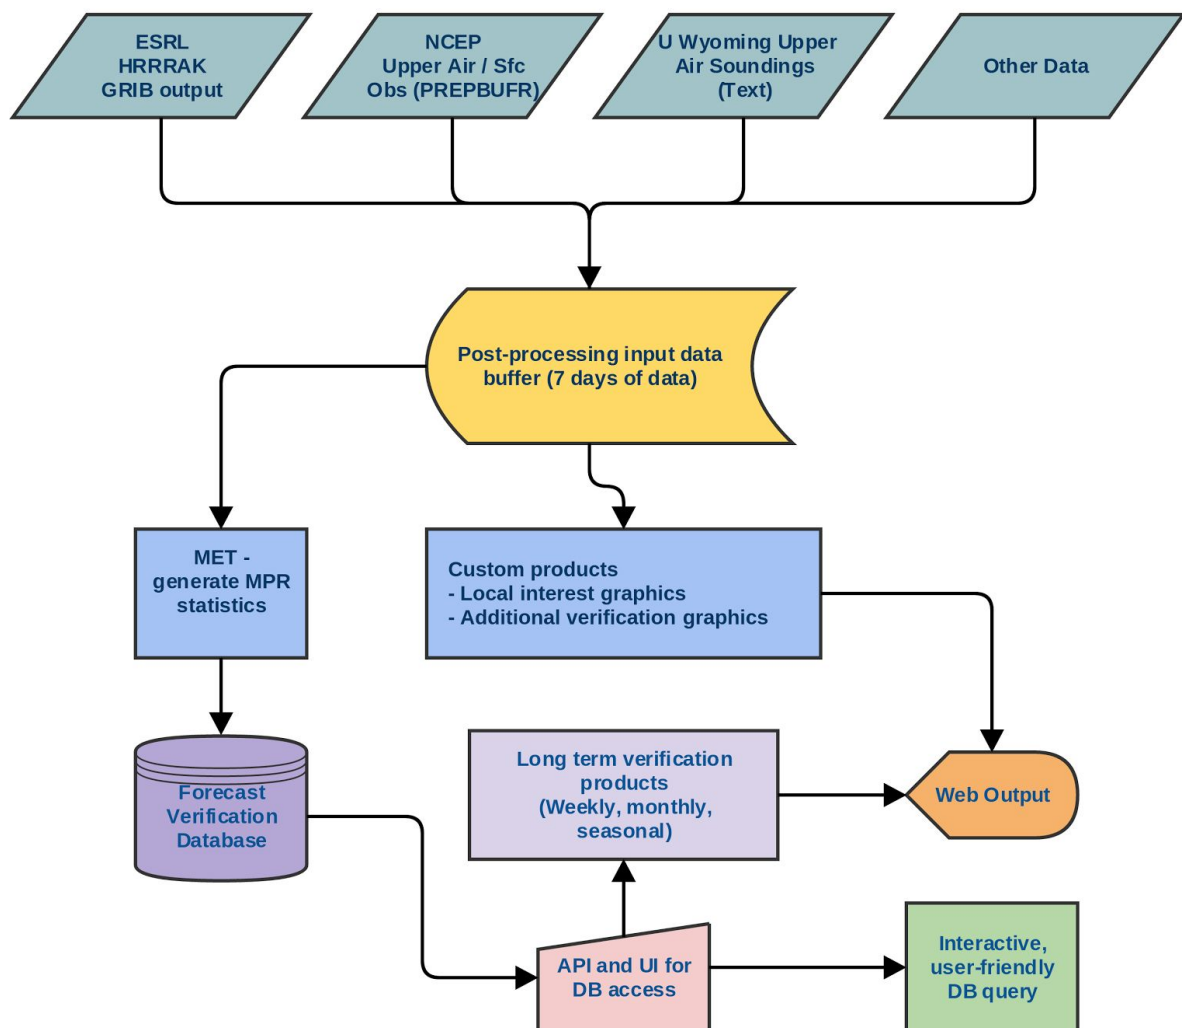 ESRL
HRRRAK
GRIB output
NCEP
Upper Air / Sfc
Obs (PREPBUFR)
U Wyoming Upper
Air Soundings
(Text)
Other Data
Post-processing input data
buffer (7 days of data)
MET -
generate MPR
statistics
Custom products
- Local interest graphics
- Additional verification graphics
Forecast
Verification
Database
Long term verification
products
(Weekly, monthly,
seasonal)
Web Output
API and UI for
DB access
Interactive,
user-friendly
DB query